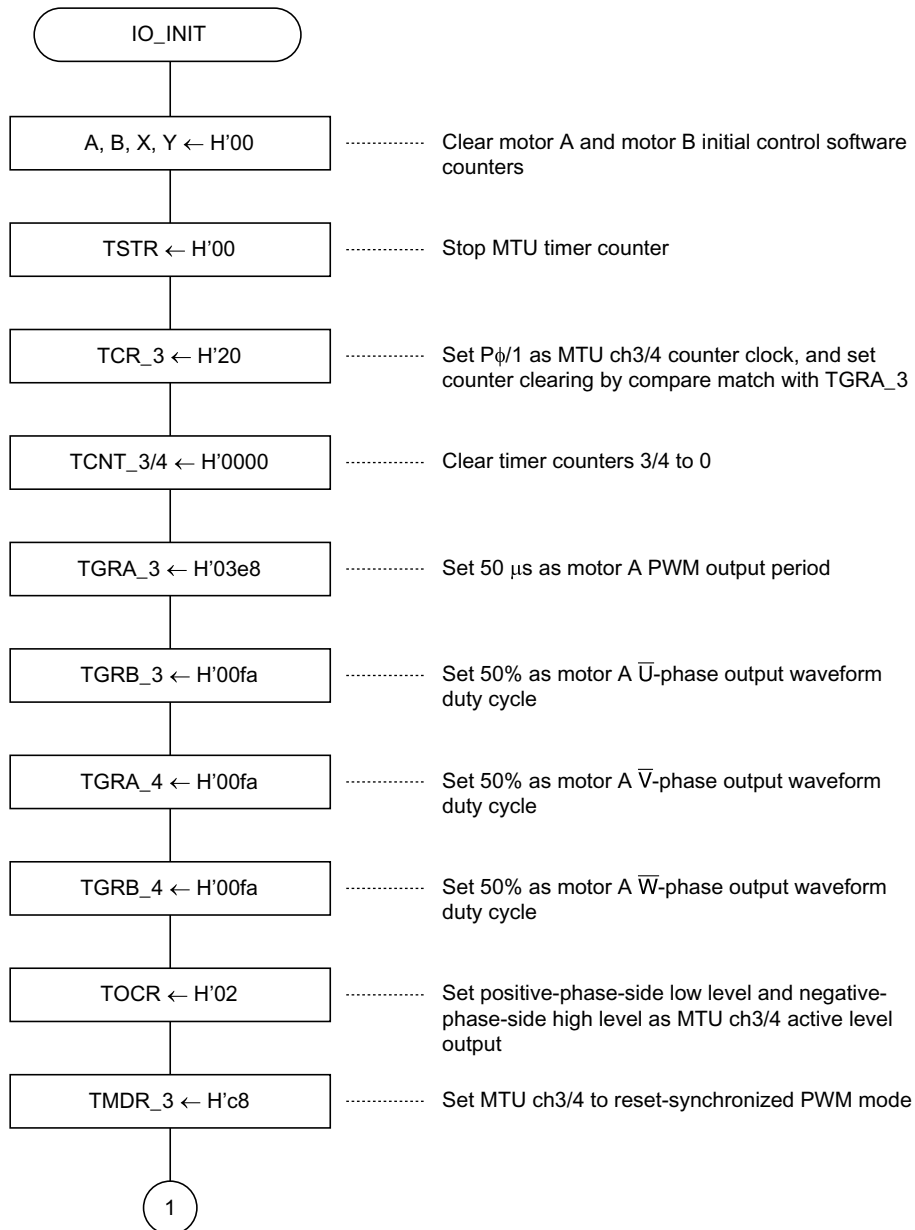 IO_INIT
A, B, X, Y ← H'00
Clear motor A and motor B initial control software
counters
TSTR ← H'00
Stop MTU timer counter
TCR_3 ← H'20
Set Pϕ/1 as MTU ch3/4 counter clock, and set
counter clearing by compare match with TGRA_3
TCNT_3/4 ← H'0000
Clear timer counters 3/4 to 0
TGRA_3 ← H'03e8
Set 50 μs as motor A PWM output period
TGRB_3 ← H'00fa
Set 50% as motor A U̅-phase output waveform
duty cycle
TGRA_4 ← H'00fa
Set 50% as motor A V̅-phase output waveform
duty cycle
TGRB_4 ← H'00fa
Set 50% as motor A W̅-phase output waveform
duty cycle
TOCR ← H'02
Set positive-phase-side low level and negative-
phase-side high level as MTU ch3/4 active level
output
TMDR_3 ← H'c8
Set MTU ch3/4 to reset-synchronized PWM mode
1